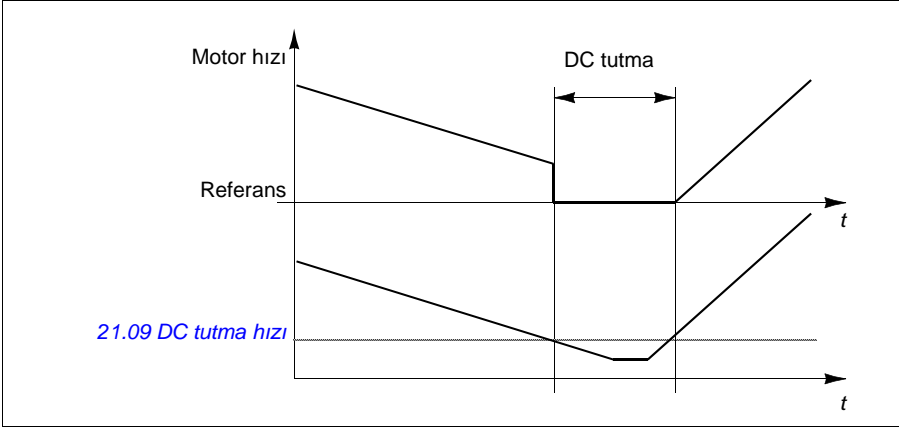 Motor hızı
DC tutma
Referans
t
21.09 DC tutma hızı
t